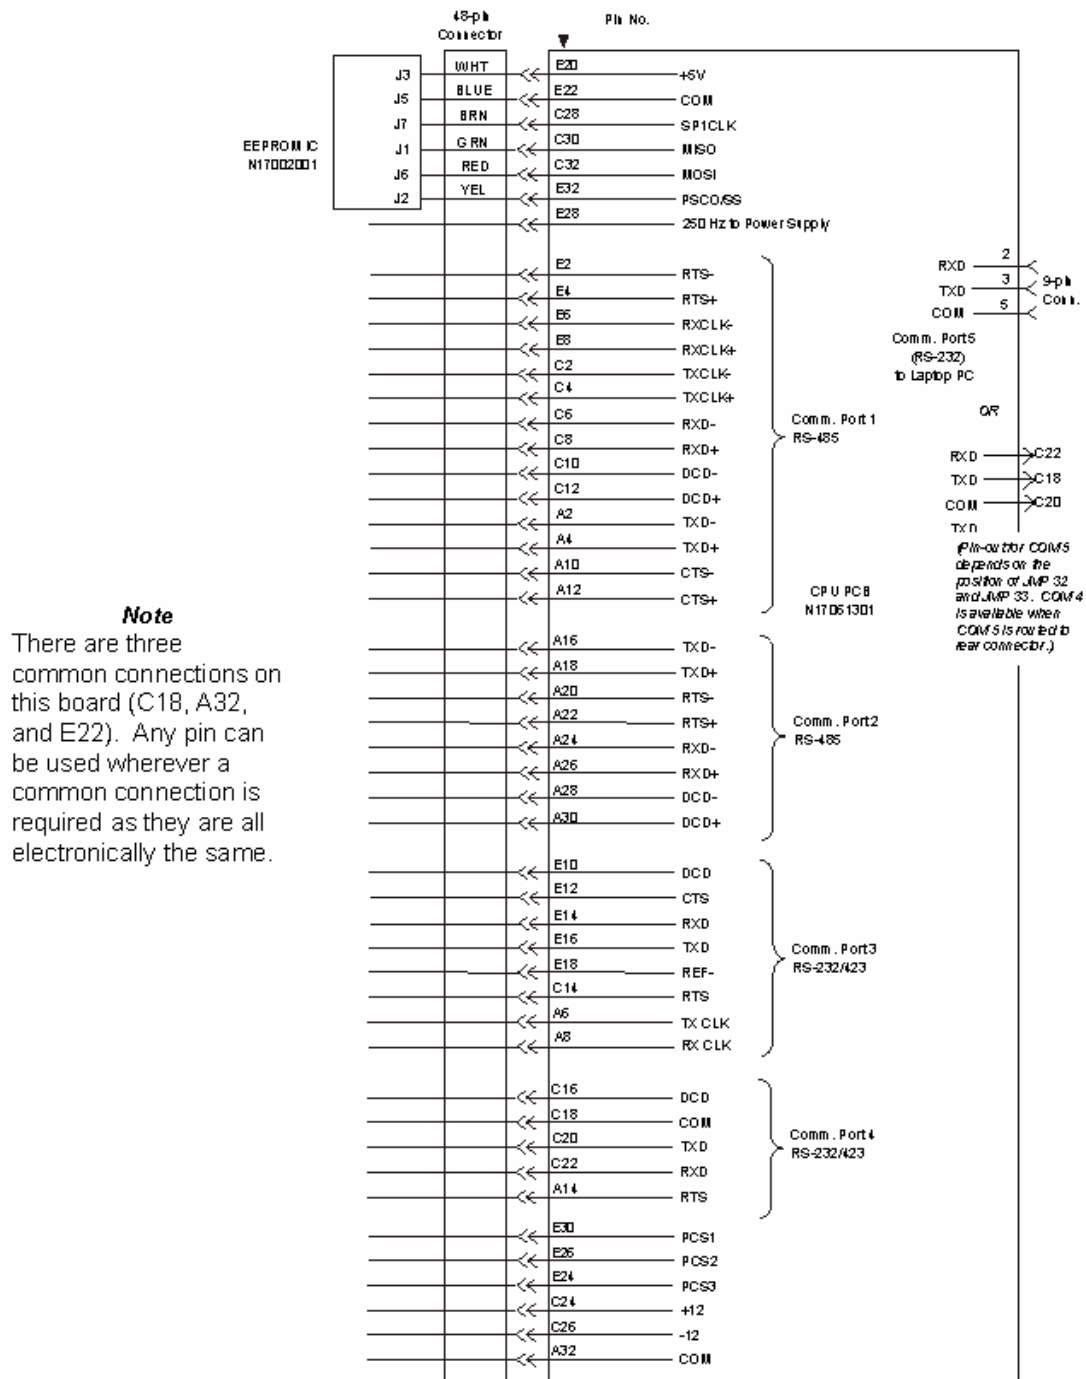 48-pin Pin No.
Connector
J3 WHT E20 +5V
J5 BLUE E22 COM
J7 BRN C28 SP1CLK
EEPROM IC J1 GRN C30 MISO
N17002001 J6 RED C32 MOSI
J2 YEL E32 PSCO/SS
E28 250 Hz to Power Supply
E2 RTS-
E4 RTS+
E6 RXCLK-
E8 RXCLK+
C2 TXCLK-
C4 TXCLK+
C6 RXD-
C8 RXD+
C10 DCD-
C12 DCD+
A2 TXD-
A4 TXD+
A10 CTS-
A12 CTS+
Comm. Port 1
RS-485
RXD 2
TXD 3
COM 5
9-pin
Conn.
Comm. Port5
(RS-232)
to Laptop PC
OR
RXD C22
TXD C18
COM C20
TXD
(Pin-out for COM5
depends on the
position of JMP 32
and JMP 33. COM4
is available when
COM5 is routed to
rear connector.)
CPU PCB
N17061301
Note
There are three
common connections on
this board (C18, A32,
and E22). Any pin can
be used wherever a
common connection is
required as they are all
electronically the same.
A16 TXD-
A18 TXD+
A20 RTS-
A22 RTS+
A24 RXD-
A26 RXD+
A28 DCD-
A30 DCD+
Comm. Port2
RS-485
E10 DCD
E12 CTS
E14 RXD
E16 TXD
E18 REF-
C14 RTS
A6 TX CLK
A8 RX CLK
Comm. Port3
RS-232/423
C16 DCD
C18 COM
C20 TXD
C22 RXD
A14 RTS
Comm. Port4
RS-232/423
E30 PCS1
E26 PCS2
E24 PCS3
C24 +12
C26 -12
A32 COM